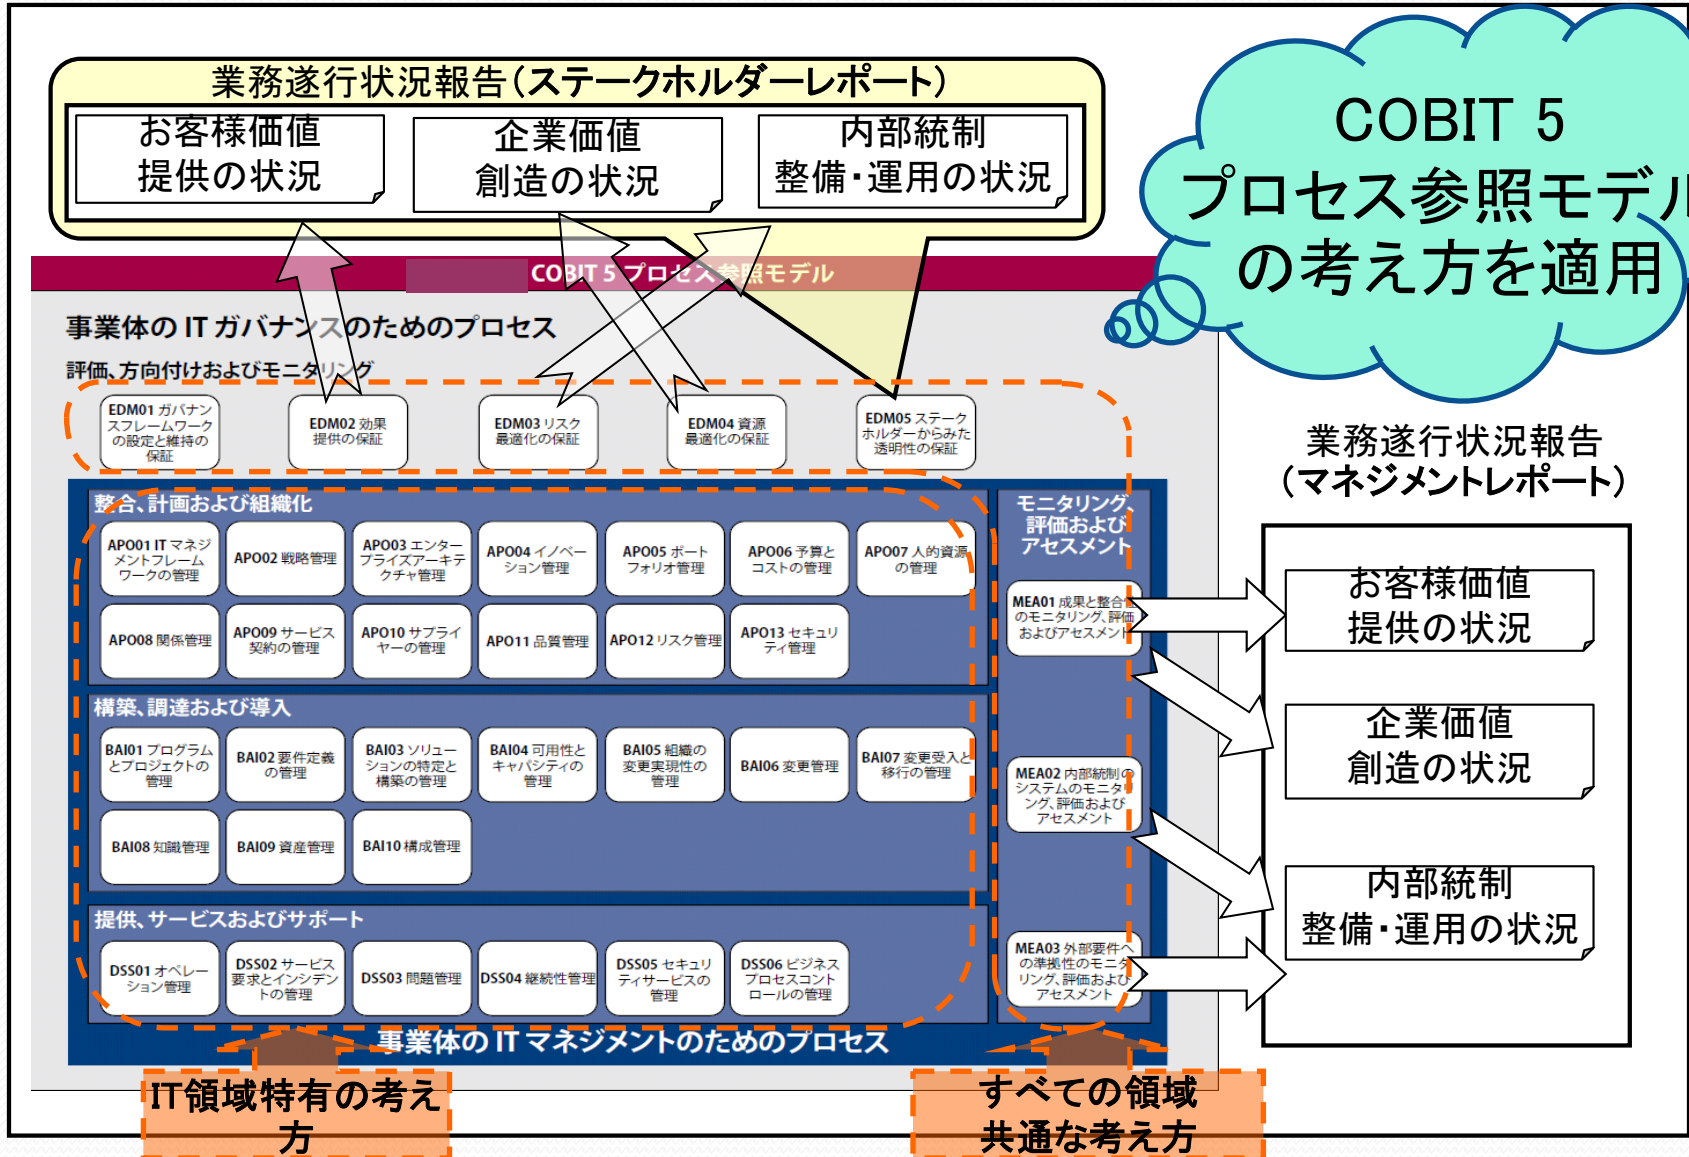 業務遂行状況報告(ステークホルダーレポート)
お客様価値
提供の状況
企業価値
創造の状況
内部統制
整備・運用の状況
COBIT 5
プロセス参照モデル
の考え方を適用
COBIT 5 プロセス参照モデル
事業体の IT ガバナンスのためのプロセス
評価、方向付けおよびモニタリング
EDM01 ガバナン
スフレームワーク
の設定と維持の
保証
EDM02 効果
提供の保証
EDM03 リスク
最適化の保証
EDM04 資源
最適化の保証
EDM05 ステーク
ホルダーからみた
透明性の保証
整合、計画および組織化
APO01 IT マネジ
メントフレーム
ワークの管理
APO02 戦略管理
APO03 エンター
プライズアーキテ
クチャ管理
APO04 イノベー
ション管理
APO05 ポート
フォリオ管理
APO06 予算と
コストの管理
APO07 人的資源
の管理
APO08 関係管理
APO09 サービス
契約の管理
APO10 サプライ
ヤーの管理
APO11 品質管理
APO12 リスク管理
APO13 セキュリ
ティ管理
構築、調達および導入
BAI01 プログラム
とプロジェクトの
管理
BAI02 要件定義
の管理
BAI03 ソリュー
ションの特定と
構築の管理
BAI04 可用性と
キャパシティの
管理
BAI05 組織の
変更実現性の
管理
BAI06 変更管理
BAI07 変更受入と
移行の管理
BAI08 知識管理
BAI09 資産管理
BAI10 構成管理
提供、サービスおよびサポート
DSS01 オペレー
ション管理
DSS02 サービス
要求とインシデン
トの管理
DSS03 問題管理
DSS04 継続性管理
DSS05 セキュリ
ティサービスの
管理
DSS06 ビジネス
プロセスコント
ロールの管理
事業体の IT マネジメントのためのプロセス
モニタリング、
評価および
アセスメント
MEA01 成果と整合性
のモニタリング、評価
およびアセスメント
MEA02 内部統制の
システムのモニタリ
ング、評価および
アセスメント
MEA03 外部要件へ
の準拠性のモニタ
リング、評価および
アセスメント
業務遂行状況報告
(マネジメントレポート)
お客様価値
提供の状況
企業価値
創造の状況
内部統制
整備・運用の状況
IT領域特有の考え
方
すべての領域
共通な考え方